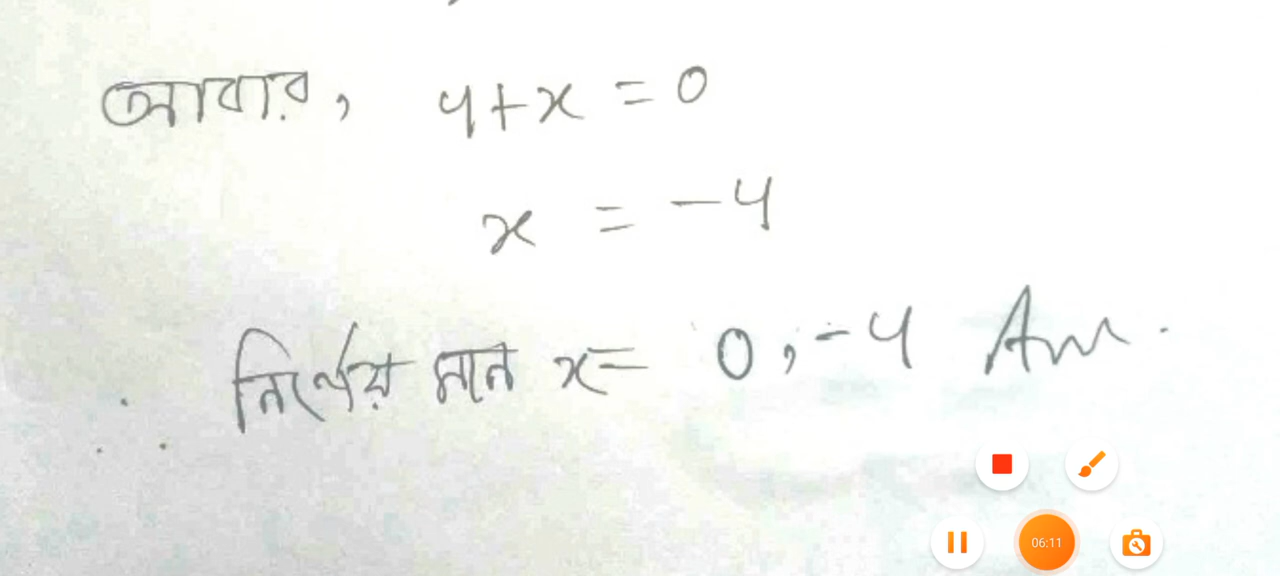 আবার, 4+x = 0
x = -4
নির্ণেয় মান x = 0, -4 Ans.
06:11